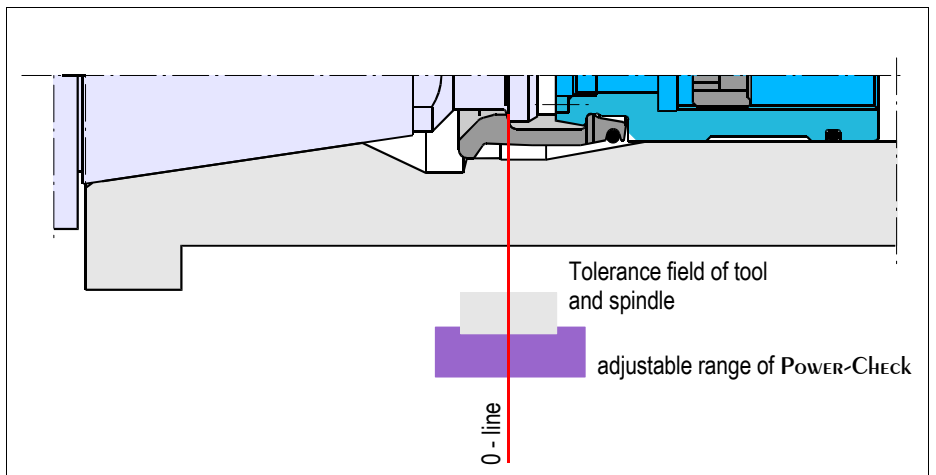 Tolerance field of tool
and spindle
adjustable range of Power-Check
0 - line